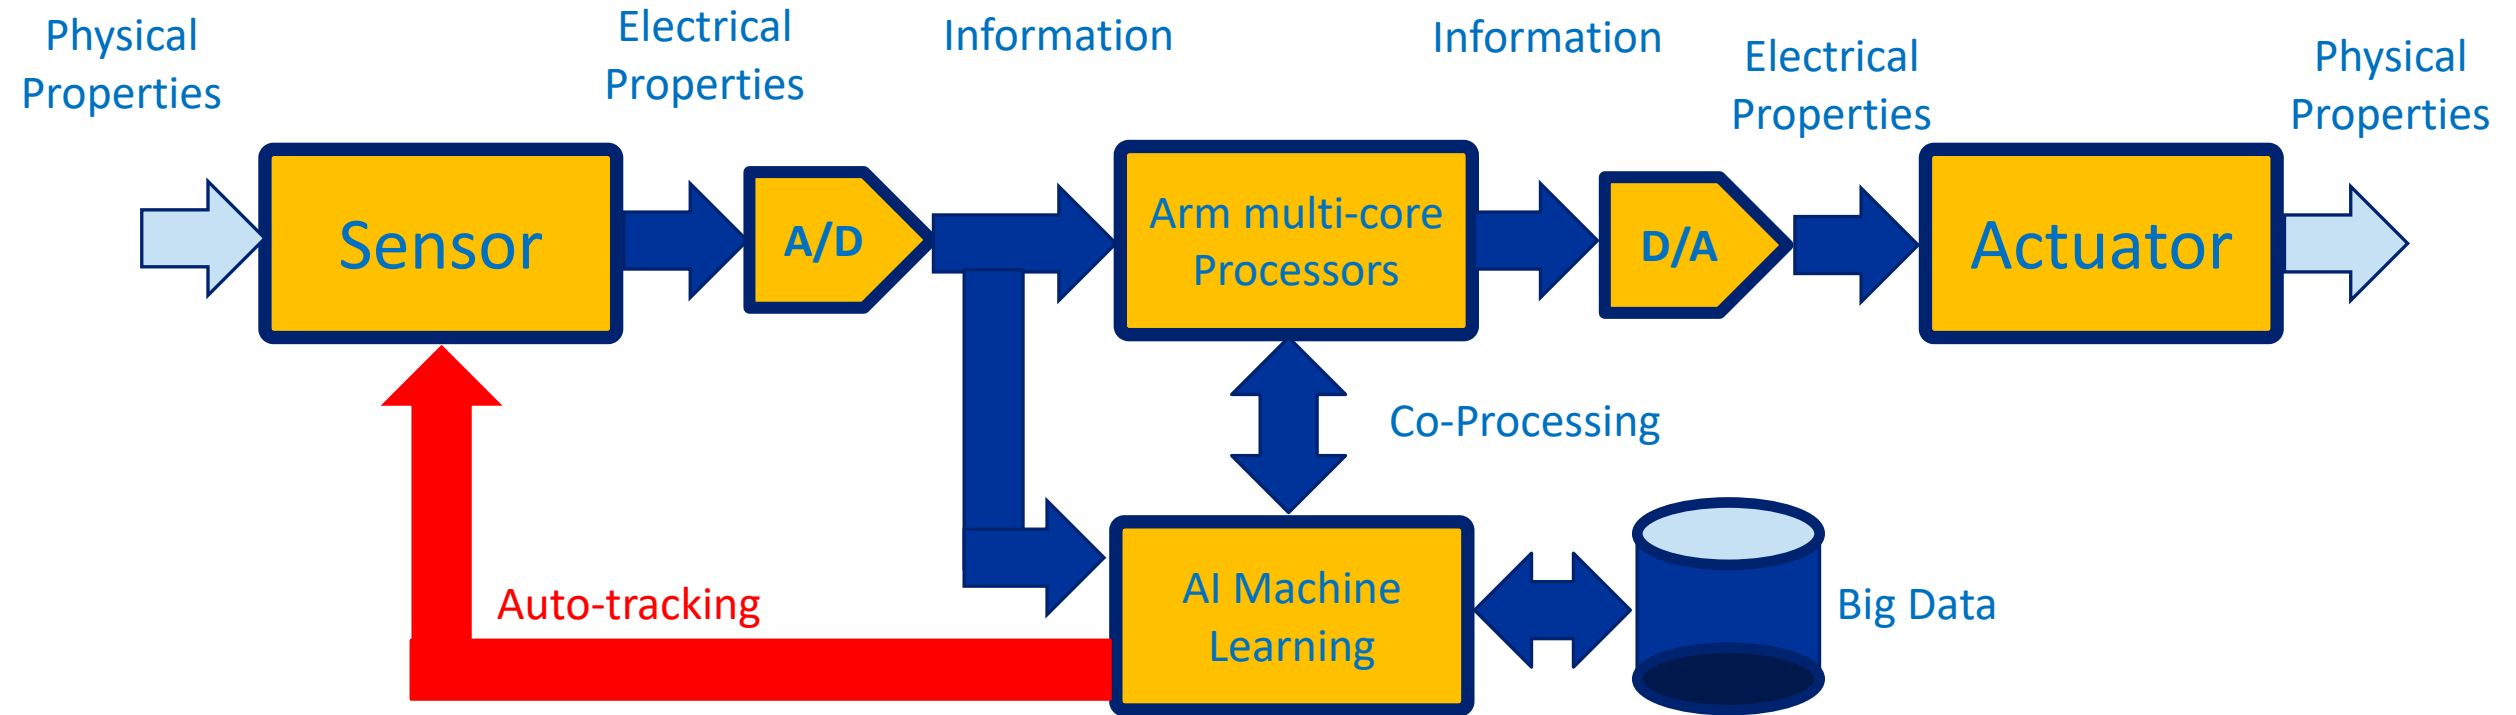 Physical
Properties
Electrical
Properties
Information
Information
Electrical
Properties
Physical
Properties
Sensor
A/D
Arm multi-core
Processors
D/A
Actuator
Co-Processing
Auto-tracking
AI Machine
Learning
Big Data